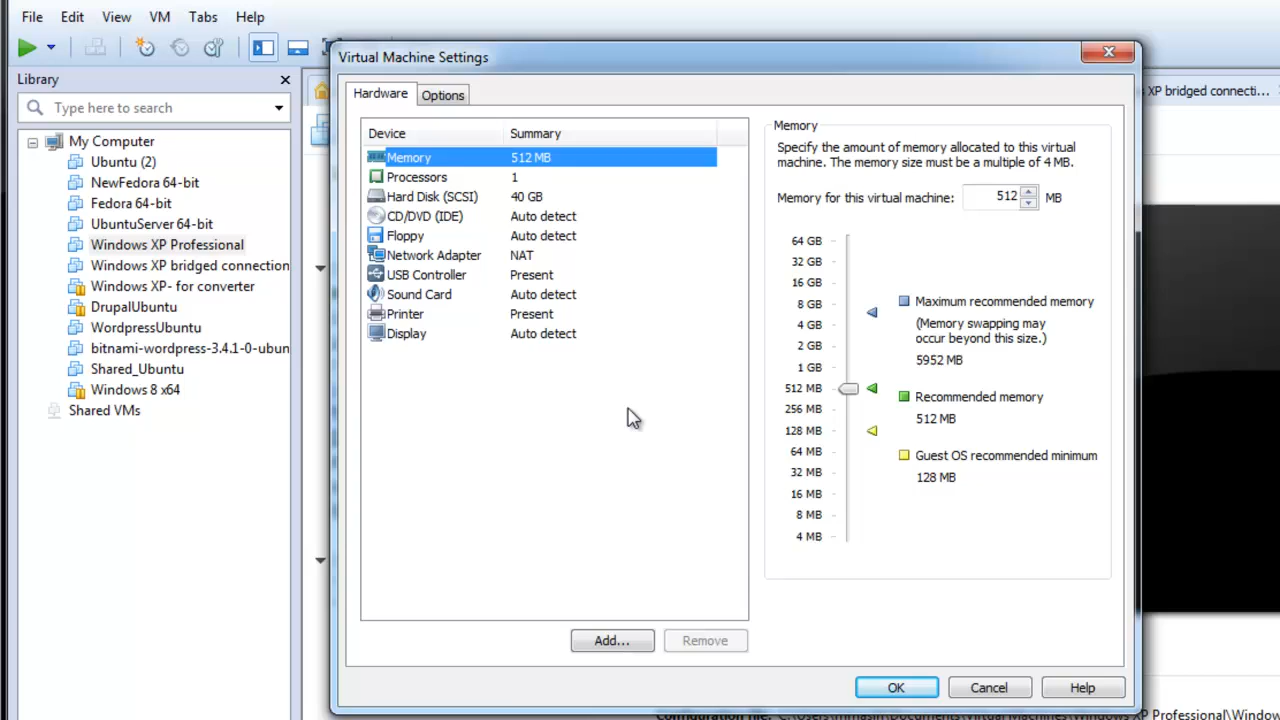 File Edit View VM Tabs Help
Library
Type here to search
My Computer
Ubuntu (2)
NewFedora 64-bit
Fedora 64-bit
UbuntuServer 64-bit
Windows XP Professional
Windows XP bridged connection
Windows XP- for converter
DrupalUbuntu
WordpressUbuntu
bitnami-wordpress-3.4.1-0-ubun
Shared_Ubuntu
Windows 8 x64
Shared VMs
Virtual Machine Settings
Hardware Options
Device Summary
Memory 512 MB
Processors 1
Hard Disk (SCSI) 40 GB
CD/DVD (IDE) Auto detect
Floppy Auto detect
Network Adapter NAT
USB Controller Present
Sound Card Auto detect
Printer Present
Display Auto detect
Add... Remove
Memory
Specify the amount of memory allocated to this virtual
machine. The memory size must be a multiple of 4 MB.
Memory for this virtual machine: 512 MB
64 GB
32 GB
16 GB
8 GB
4 GB
2 GB
1 GB
512 MB
256 MB
128 MB
64 MB
32 MB
16 MB
8 MB
4 MB
Maximum recommended memory
(Memory swapping may
occur beyond this size.)
5952 MB
Recommended memory
512 MB
Guest OS recommended minimum
128 MB
OK Cancel Help
XP bridged connecti...